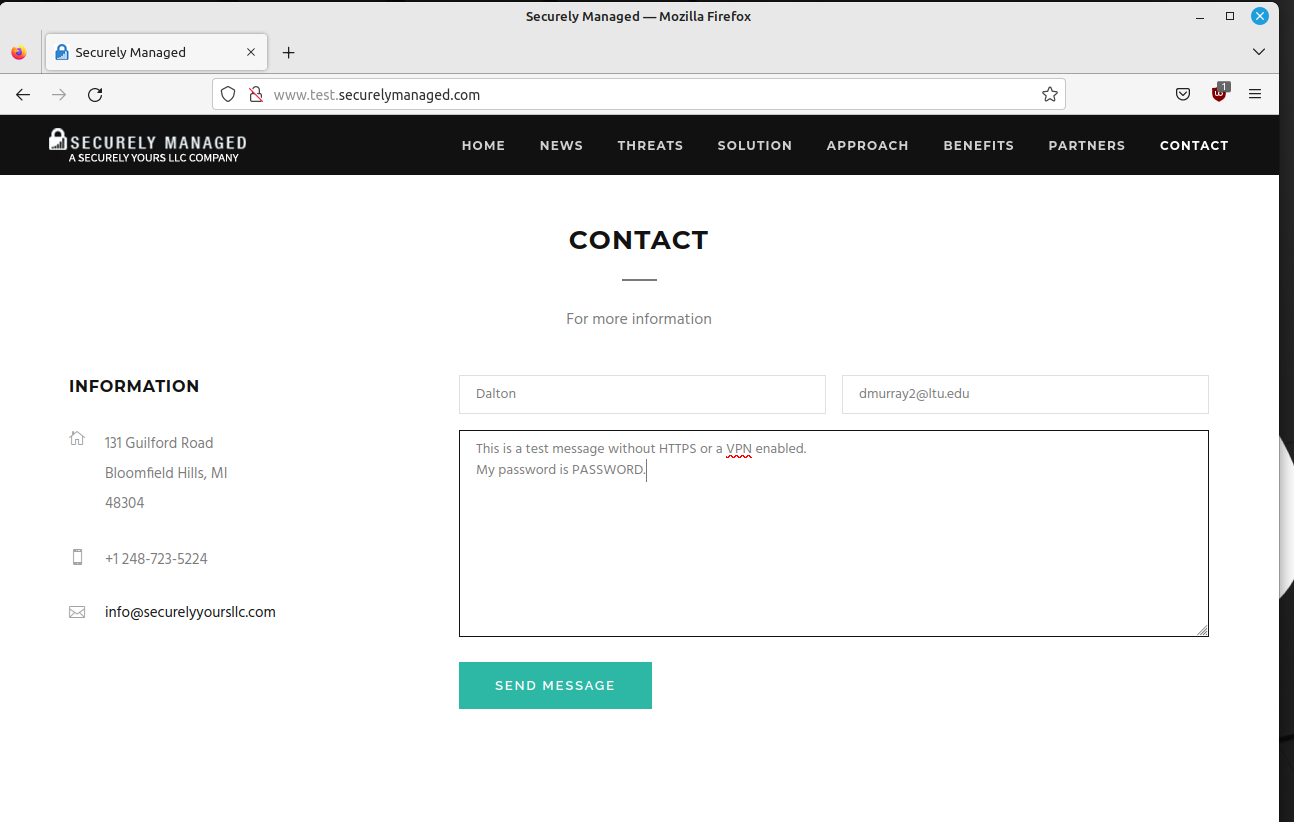 Securely Managed — Mozilla Firefox
Securely Managed
www.test.securelymanaged.com
1
SECURELY MANAGED
A SECURELY YOURS LLC COMPANY
HOME NEWS THREATS SOLUTION APPROACH BENEFITS PARTNERS CONTACT
CONTACT
For more information
INFORMATION
131 Guilford Road
Bloomfield Hills, MI
48304
+1 248-723-5224
info@securelyyoursllc.com
Dalton
dmurray2@ltu.edu
This is a test message without HTTPS or a VPN enabled.
My password is PASSWORD.
SEND MESSAGE